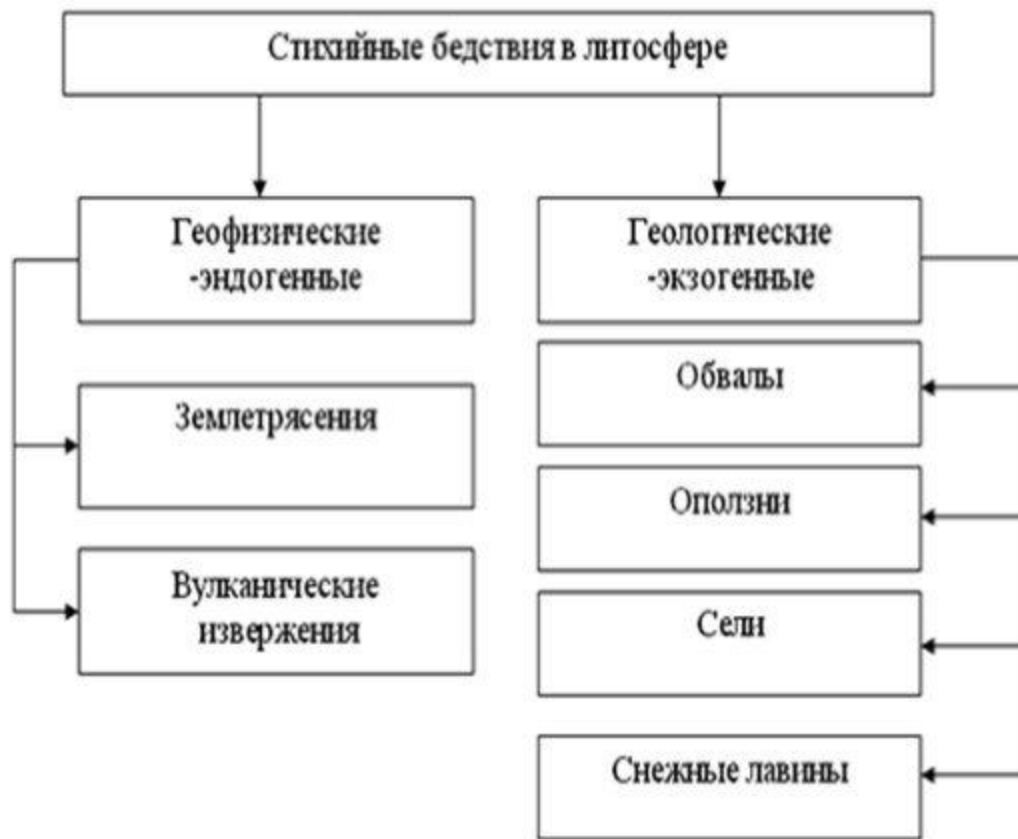 Стихийные бедствия в литосфере
Геофизические
-эндогенные
Землетрясения
Вулканические
извержения
Геологические
-экзогенные
Обвалы
Оползни
Сели
Снежные лавины